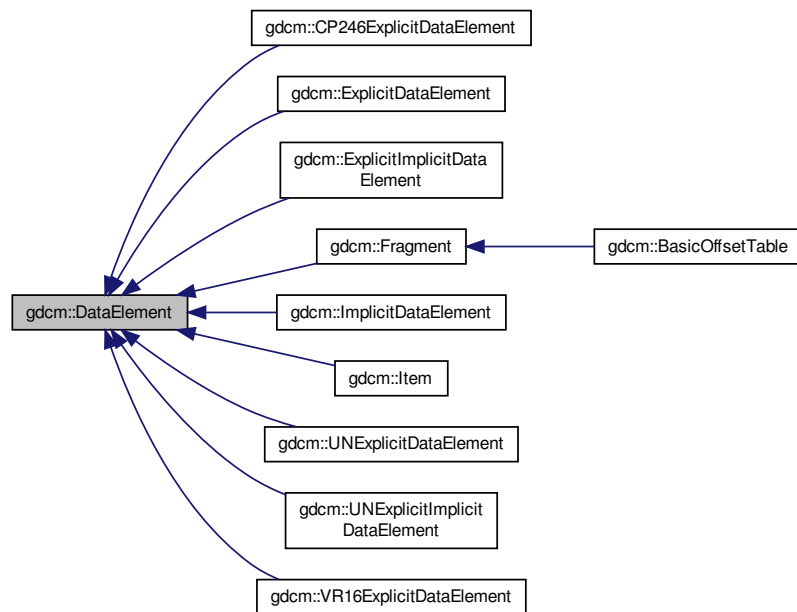 gdcm::CP246ExplicitDataElement
gdcm::ExplicitDataElement
gdcm::ExplicitImplicitData
Element
gdcm::Fragment
gdcm::BasicOffsetTable
gdcm::DataElement
gdcm::ImplicitDataElement
gdcm::Item
gdcm::UNExplicitDataElement
gdcm::UNExplicitImplicit
DataElement
gdcm::VR16ExplicitDataElement